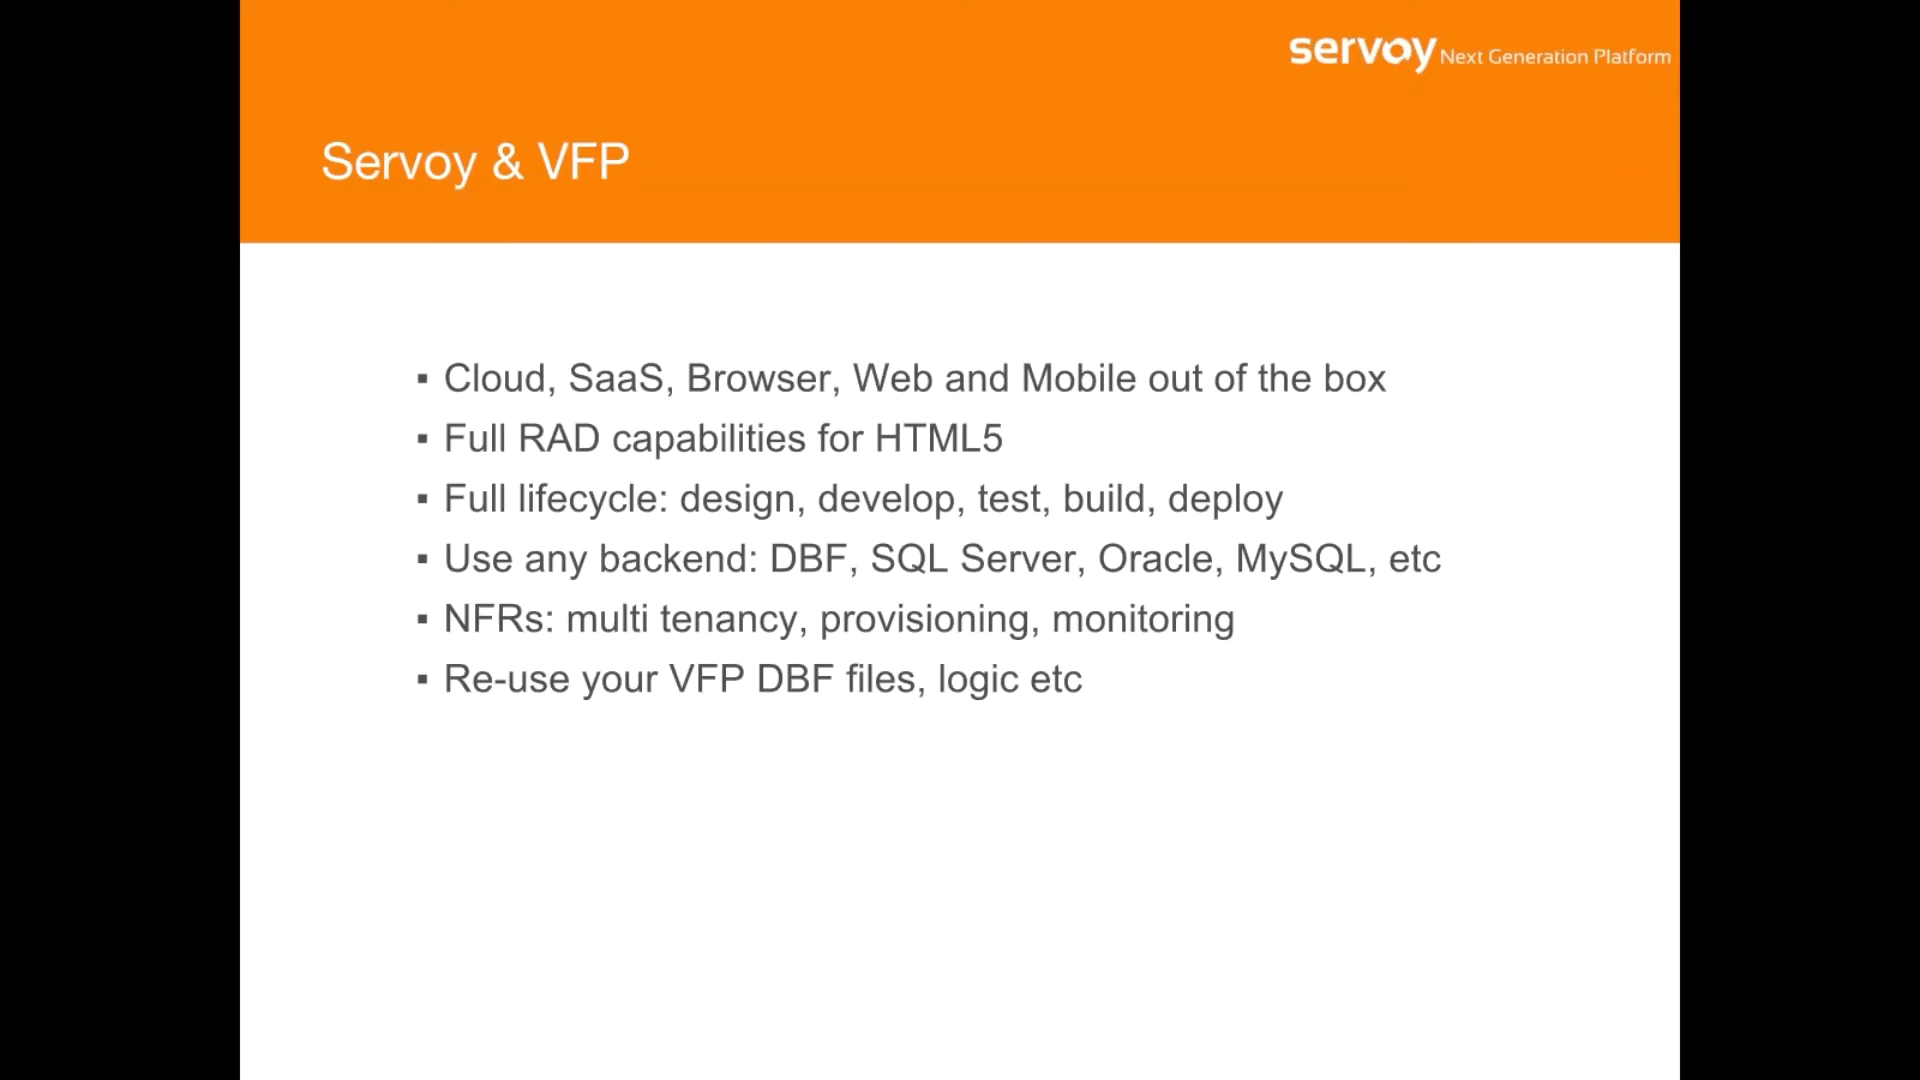 servoy Next Generation Platform
Servoy & VFP
▪ Cloud, SaaS, Browser, Web and Mobile out of the box
▪ Full RAD capabilities for HTML5
▪ Full lifecycle: design, develop, test, build, deploy
▪ Use any backend: DBF, SQL Server, Oracle, MySQL, etc
▪ NFRs: multi tenancy, provisioning, monitoring
▪ Re-use your VFP DBF files, logic etc